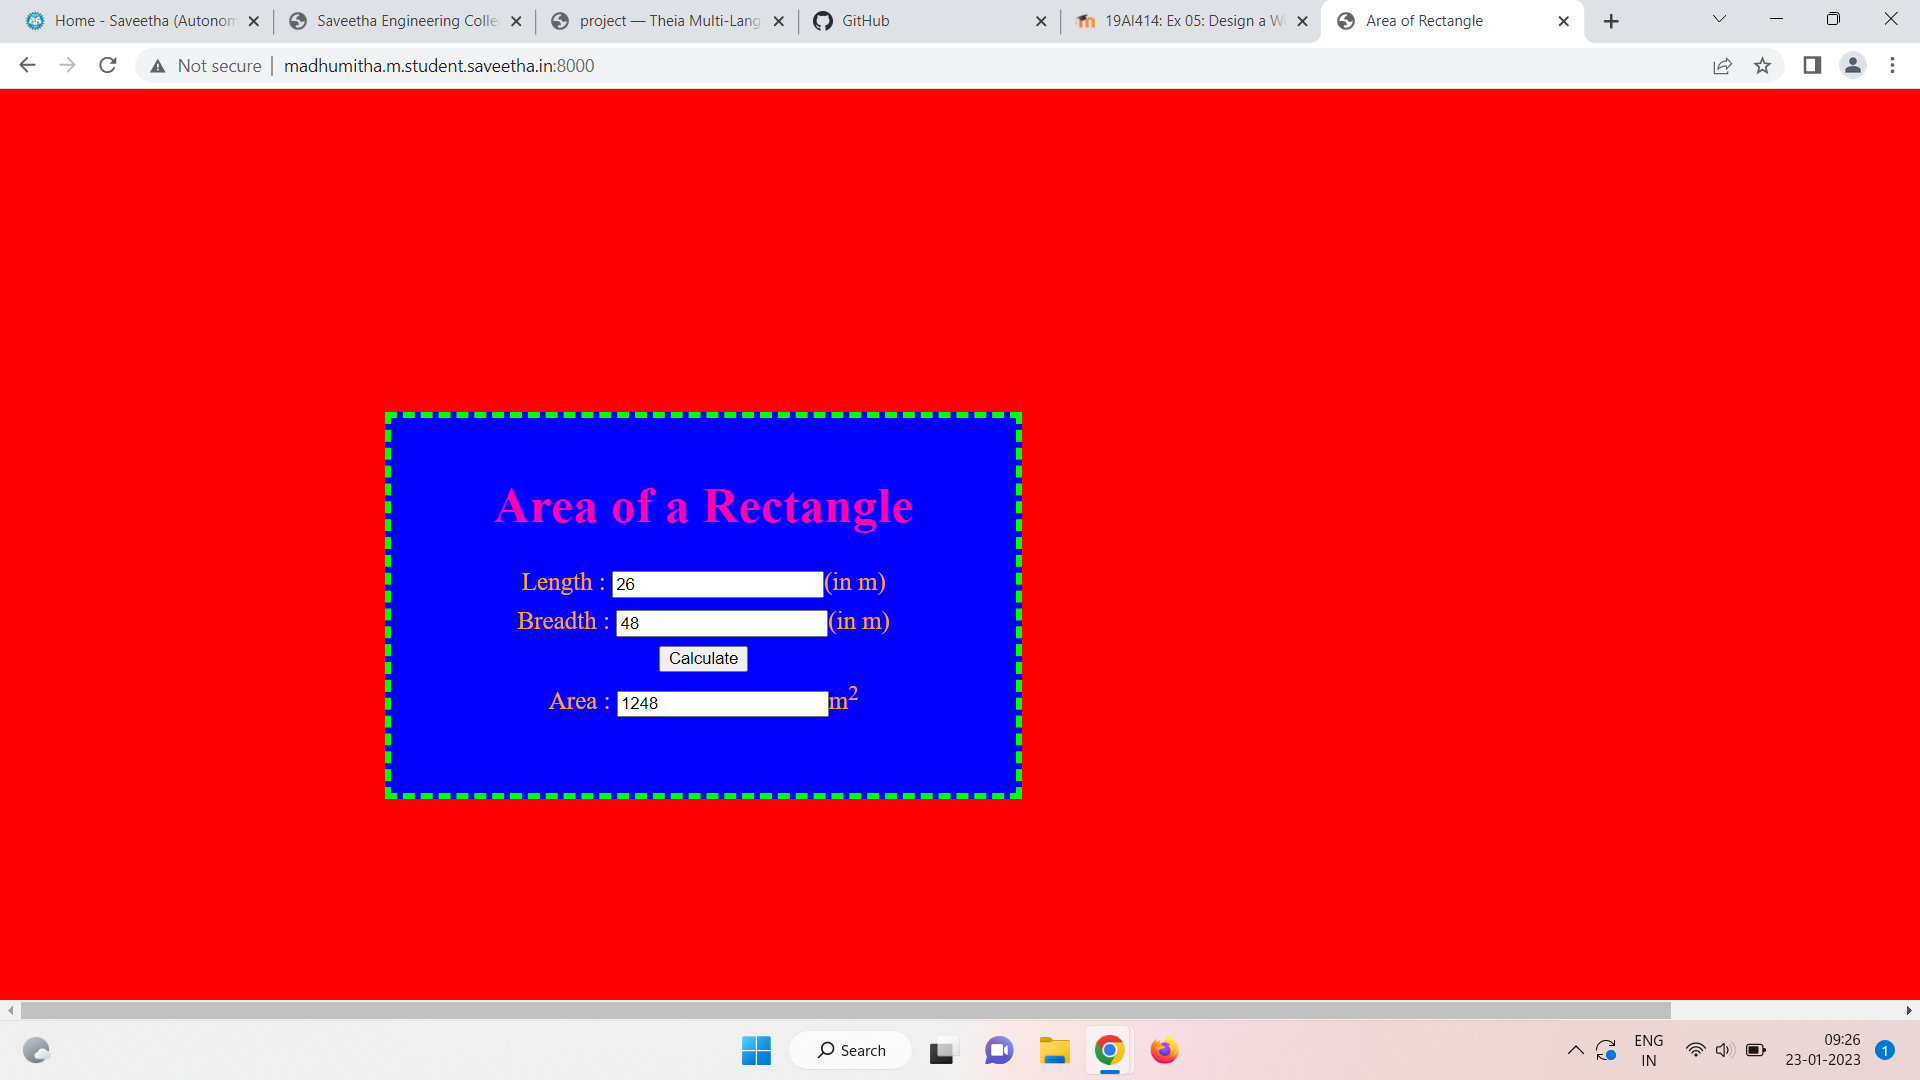 Home - Saveetha (Autonom
Saveetha Engineering Colle
project — Theia Multi-Lang
GitHub
19AI414: Ex 05: Design a We
Area of Rectangle
Not secure
madhumitha.m.student.saveetha.in:8000
Area of a Rectangle
Length : 26 (in m)
Breadth : 48 (in m)
Calculate
Area : 1248 m²
Search
ENG
IN
09:26
23-01-2023
1